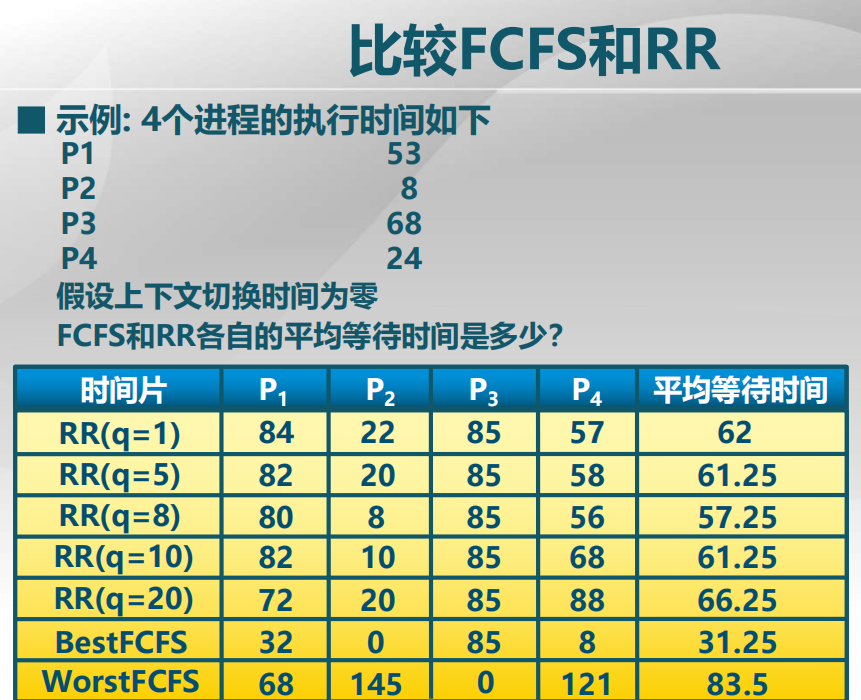 比较FCFS和RR
示例: 4个进程的执行时间如下
P1 53
P2 8
P3 68
P4 24
假设上下文切换时间为零
FCFS和RR各自的平均等待时间是多少?
时间片 P1 P2 P3 P4 平均等待时间
RR(q=1) 84 22 85 57 62
RR(q=5) 82 20 85 58 61.25
RR(q=8) 80 8 85 56 57.25
RR(q=10) 82 10 85 68 61.25
RR(q=20) 72 20 85 88 66.25
BestFCFS 32 0 85 8 31.25
WorstFCFS 68 145 0 121 83.5